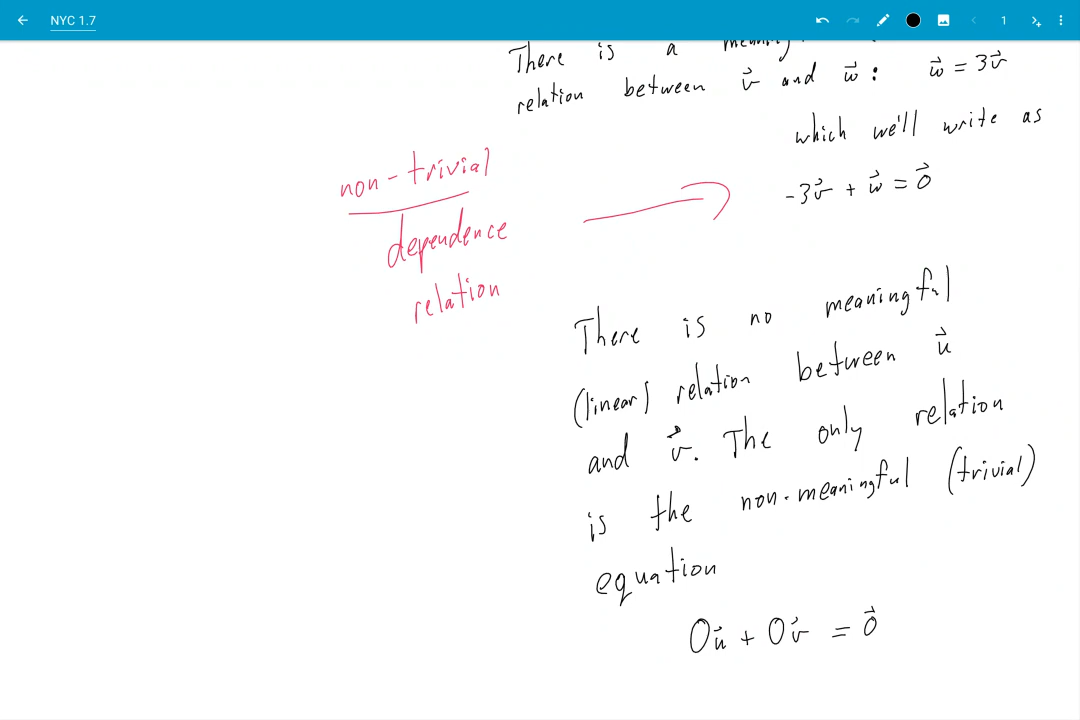 NYC 1.7
1
There is a
relation between v⃗ and w⃗ : w⃗ = 3v⃗
which we'll write as
-3v⃗ + w⃗ = 0⃗
non-trivial
dependence
relation
There is no meaningful
(linear) relation between u⃗
and v⃗. The only relation
is the non-meaningful (trivial)
equation
0u⃗ + 0v⃗ = 0⃗